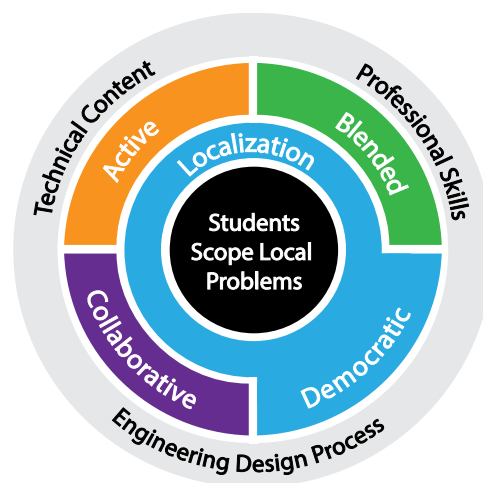 Technical Content
Professional Skills
Active
Blended
Localization
Students
Scope Local
Problems
Collaborative
Democratic
Engineering Design Process